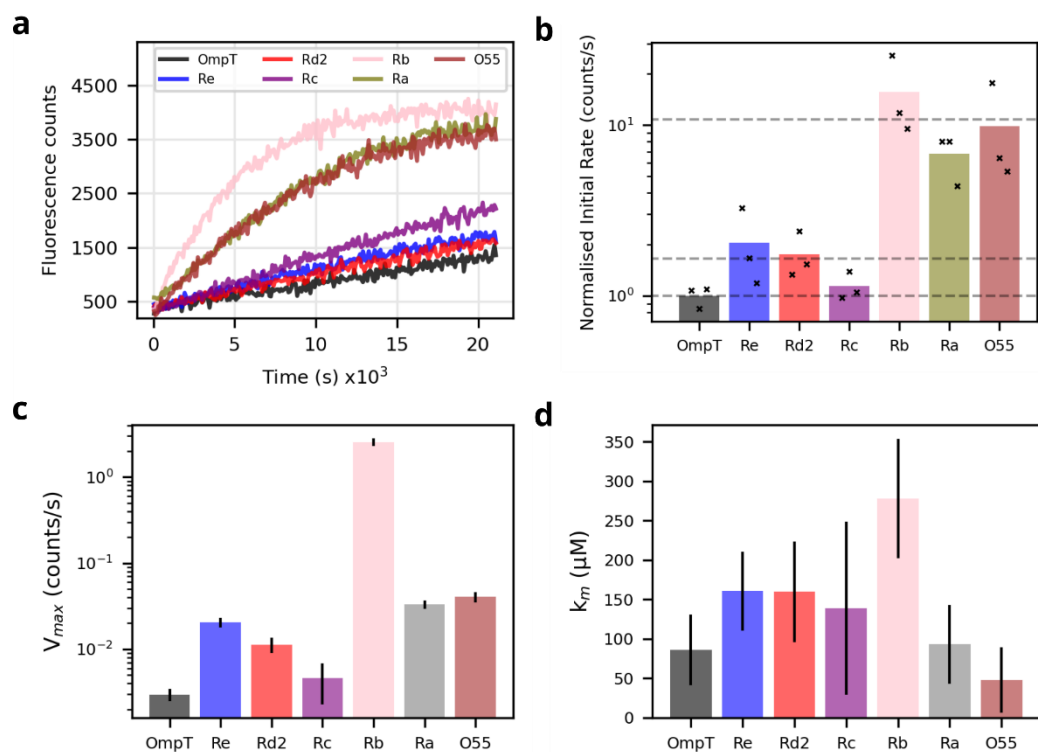 a
OmpT Rd2 Rb O55
Re Rc Ra
Fluorescence counts
4500
3500
2500
1500
500
0 5 10 15 20
Time (s) x10³
b
Normalised Initial Rate (counts/s)
10¹
10⁰
OmpT Re Rd2 Rc Rb Ra O55
c
Vmax (counts/s)
10⁰
10⁻¹
10⁻²
OmpT Re Rd2 Rc Rb Ra O55
d
km (μM)
350
300
250
200
150
100
50
0
OmpT Re Rd2 Rc Rb Ra O55